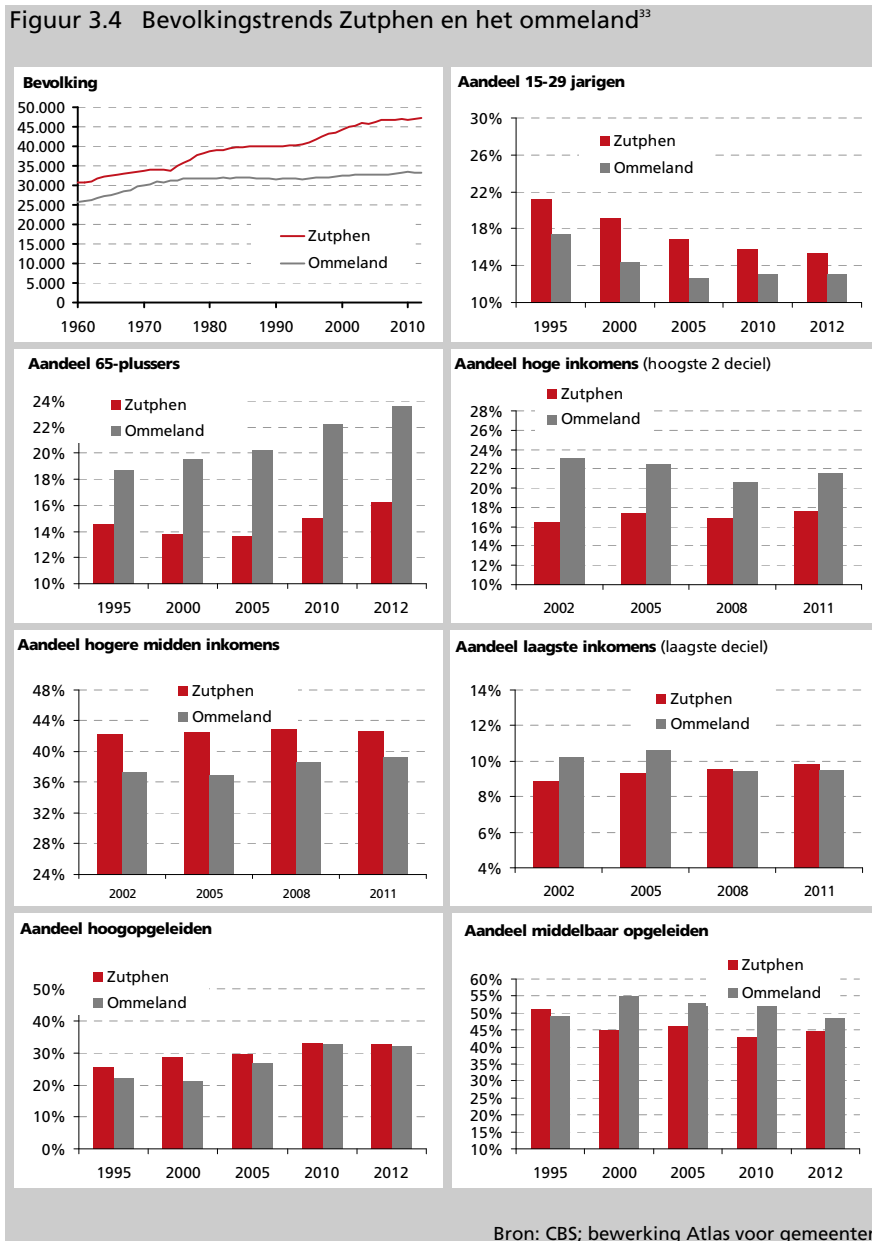 Figuur 3.4 Bevolkingstrends Zutphen en het ommeland³³
Bevolking
50.000
45.000
40.000
35.000
30.000
25.000
20.000
15.000
10.000
5.000
0
Zutphen
Ommeland
1960 1970 1980 1990 2000 2010
Aandeel 15-29 jarigen
30%
26%
22%
18%
14%
10%
Zutphen
Ommeland
1995 2000 2005 2010 2012
Aandeel 65-plussers
24%
22%
20%
18%
16%
14%
12%
10%
Zutphen
Ommeland
1995 2000 2005 2010 2012
Aandeel hoge inkomens (hoogste 2 deciel)
28%
26%
24%
22%
20%
18%
16%
14%
12%
10%
Zutphen
Ommeland
2002 2005 2008 2011
Aandeel hogere midden inkomens
48%
44%
40%
36%
32%
28%
24%
Zutphen
Ommeland
2002 2005 2008 2011
Aandeel laagste inkomens (laagste deciel)
14%
12%
10%
8%
6%
4%
Zutphen
Ommeland
2002 2005 2008 2011
Aandeel hoogopgeleiden
50%
40%
30%
20%
10%
0%
Zutphen
Ommeland
1995 2000 2005 2010 2012
Aandeel middelbaar opgeleiden
60%
55%
50%
45%
40%
35%
30%
25%
20%
15%
10%
Zutphen
Ommeland
1995 2000 2005 2010 2012
Bron: CBS; bewerking Atlas voor gemeenten